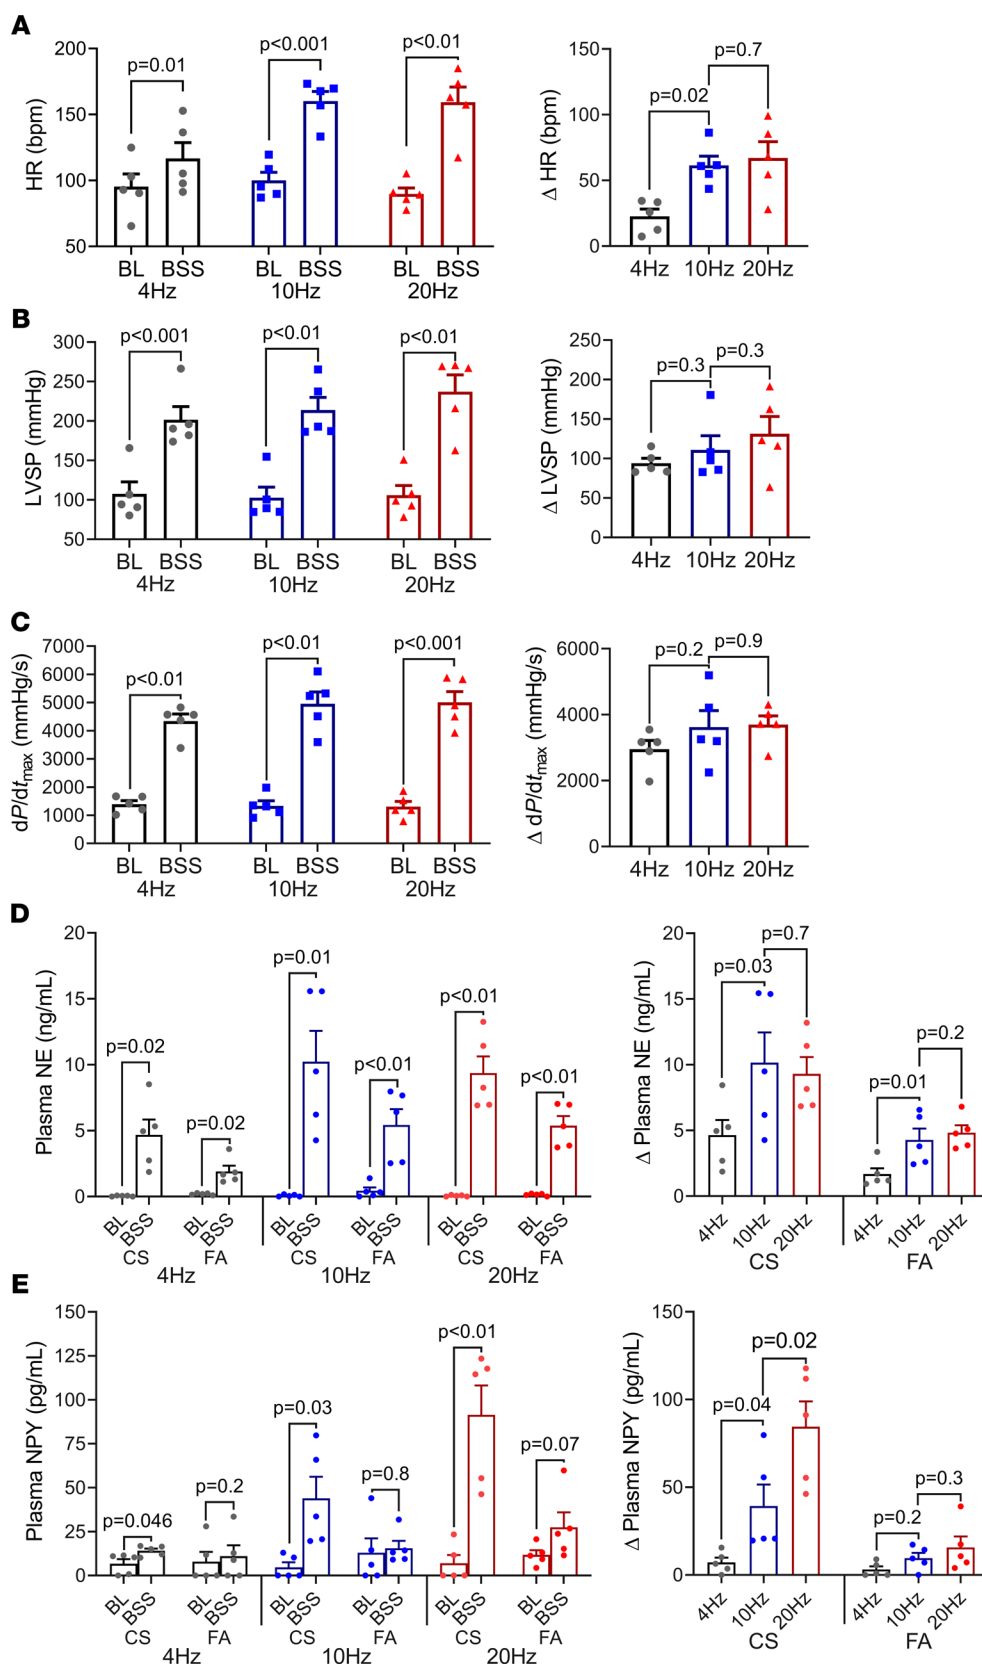 A
HR (bpm)
200
150
100
50
p=0.01
p<0.001
p<0.01
BL BSS BL BSS BL BSS
4Hz 10Hz 20Hz
Δ HR (bpm)
150
100
50
0
p=0.02
p=0.7
4Hz 10Hz 20Hz
B
LVSP (mmHg)
300
250
200
150
100
50
p<0.001
p<0.01
p<0.01
BL BSS BL BSS BL BSS
4Hz 10Hz 20Hz
Δ LVSP (mmHg)
250
200
150
100
50
0
p=0.3
p=0.3
4Hz 10Hz 20Hz
C
dP/dtmax (mmHg/s)
7000
6000
5000
4000
3000
2000
1000
0
p<0.01
p<0.01
p<0.001
BL BSS BL BSS BL BSS
4Hz 10Hz 20Hz
Δ dP/dtmax (mmHg/s)
6000
4000
2000
0
p=0.2
p=0.9
4Hz 10Hz 20Hz
D
Plasma NE (ng/mL)
20
15
10
5
0
p=0.02
p=0.02
p=0.01
p<0.01
p<0.01
p<0.01
BL BSS BL BSS BL BSS BL BSS BL BSS BL BSS
CS FA CS FA CS FA
4Hz 10Hz 20Hz
Δ Plasma NE (ng/mL)
20
15
10
5
0
p=0.03
p=0.7
p=0.01
p=0.2
4Hz 10Hz 20Hz 4Hz 10Hz 20Hz
CS FA
E
Plasma NPY (pg/mL)
150
125
100
75
50
25
0
p=0.046
p=0.2
p=0.03
p=0.8
p<0.01
p=0.07
BL BSS BL BSS BL BSS BL BSS BL BSS BL BSS
CS FA CS FA CS FA
4Hz 10Hz 20Hz
Δ Plasma NPY (pg/mL)
150
100
50
0
p=0.04
p=0.02
p=0.2
p=0.3
4Hz 10Hz 20Hz 4Hz 10Hz 20Hz
CS FA